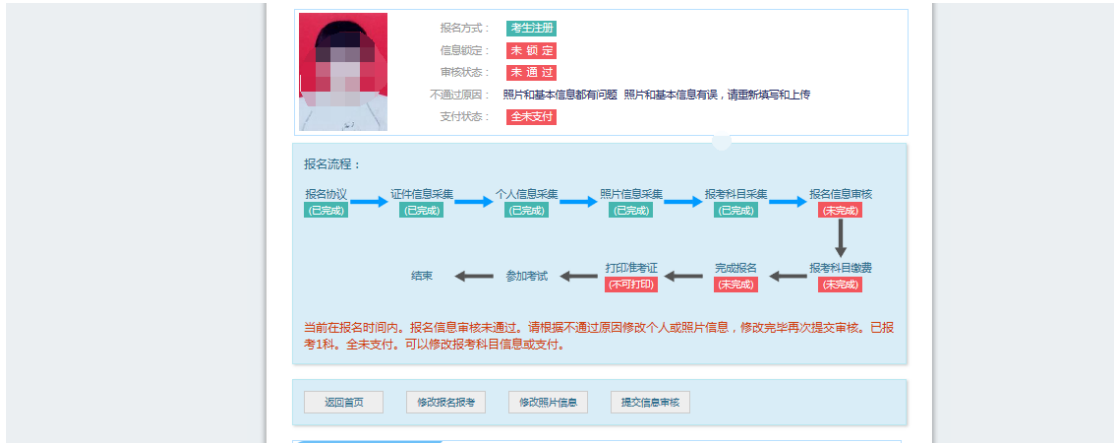 报名方式： 考生注册
信息锁定： 未 锁 定
审核状态： 未 通 过
不通过原因： 照片和基本信息都有问题 照片和基本信息有误，请重新填写和上传
支付状态： 全未支付
报名流程：
报名协议 证件信息采集 个人信息采集 照片信息采集 报考科目采集 报名信息审核
(已完成) (已完成) (已完成) (已完成) (已完成) (未完成)
结束 参加考试 打印准考证 完成报名 报考科目缴费
(不可打印) (未完成) (未完成)
当前在报名时间内。报名信息审核未通过。请根据不通过原因修改个人或照片信息，修改完毕再次提交审核。已报
考1科。全未支付。可以修改报考科目信息或支付。
返回首页 修改报名报考 修改照片信息 提交信息审核